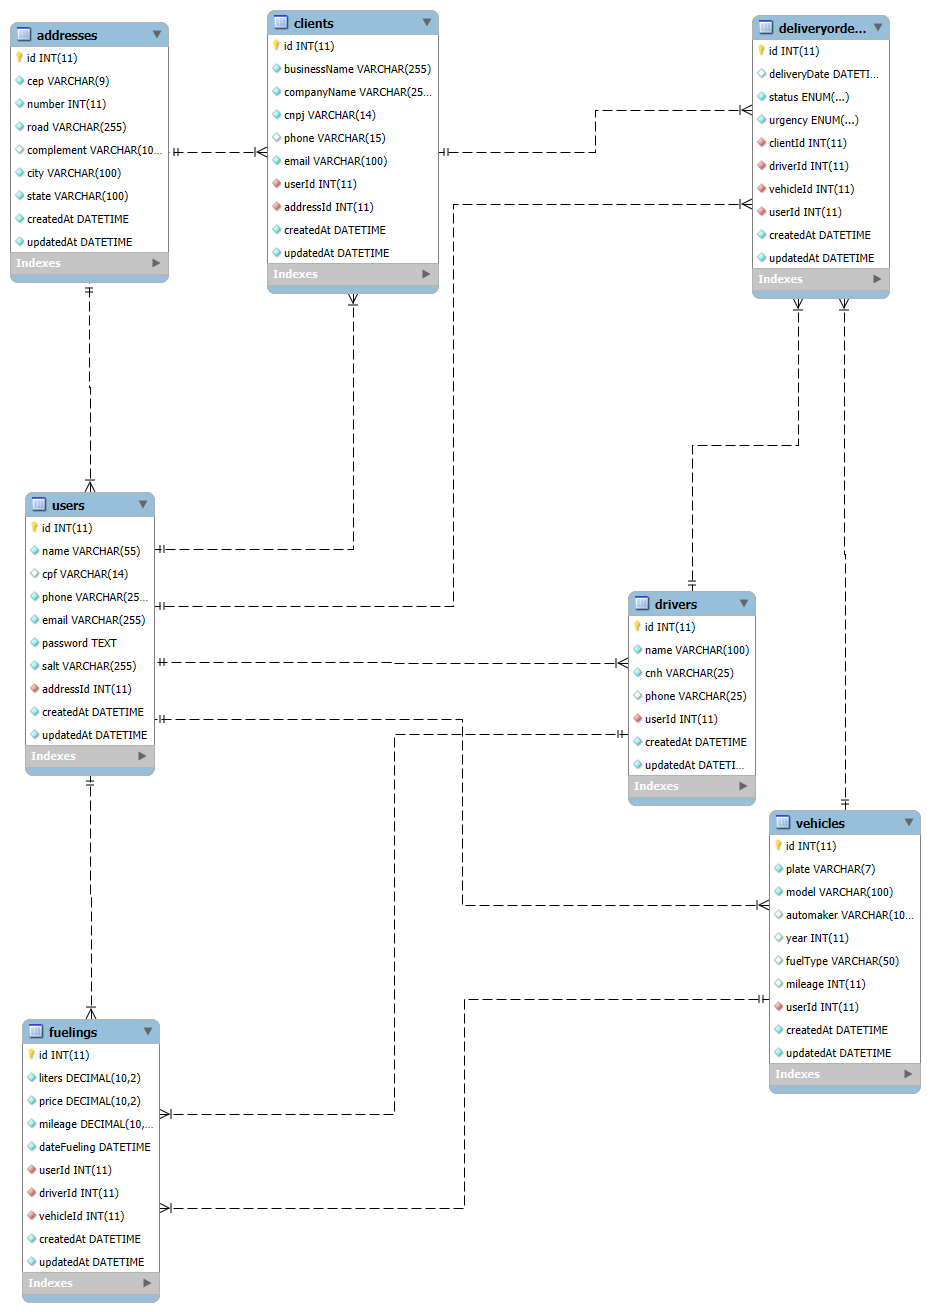 addresses
id INT(11)
cep VARCHAR(9)
number INT(11)
road VARCHAR(255)
complement VARCHAR(10...
city VARCHAR(100)
state VARCHAR(100)
createdAt DATETIME
updatedAt DATETIME
Indexes
clients
id INT(11)
businessName VARCHAR(255)
companyName VARCHAR(25...
cnpj VARCHAR(14)
phone VARCHAR(15)
email VARCHAR(100)
userId INT(11)
addressId INT(11)
createdAt DATETIME
updatedAt DATETIME
Indexes
deliveryorde...
id INT(11)
deliveryDate DATETI...
status ENUM(...)
urgency ENUM(...)
clientId INT(11)
driverId INT(11)
vehicleId INT(11)
userId INT(11)
createdAt DATETIME
updatedAt DATETIME
Indexes
users
id INT(11)
name VARCHAR(55)
cpf VARCHAR(14)
phone VARCHAR(25...
email VARCHAR(255)
password TEXT
salt VARCHAR(255)
addressId INT(11)
createdAt DATETIME
updatedAt DATETIME
Indexes
drivers
id INT(11)
name VARCHAR(100)
cnh VARCHAR(25)
phone VARCHAR(25)
userId INT(11)
createdAt DATETIME
updatedAt DATETI...
Indexes
vehicles
id INT(11)
plate VARCHAR(7)
model VARCHAR(100)
automaker VARCHAR(10...
year INT(11)
fuelType VARCHAR(50)
mileage INT(11)
userId INT(11)
createdAt DATETIME
updatedAt DATETIME
Indexes
fuelings
id INT(11)
liters DECIMAL(10,2)
price DECIMAL(10,2)
mileage DECIMAL(10,...
dateFueling DATETIME
userId INT(11)
driverId INT(11)
vehicleId INT(11)
createdAt DATETIME
updatedAt DATETIME
Indexes